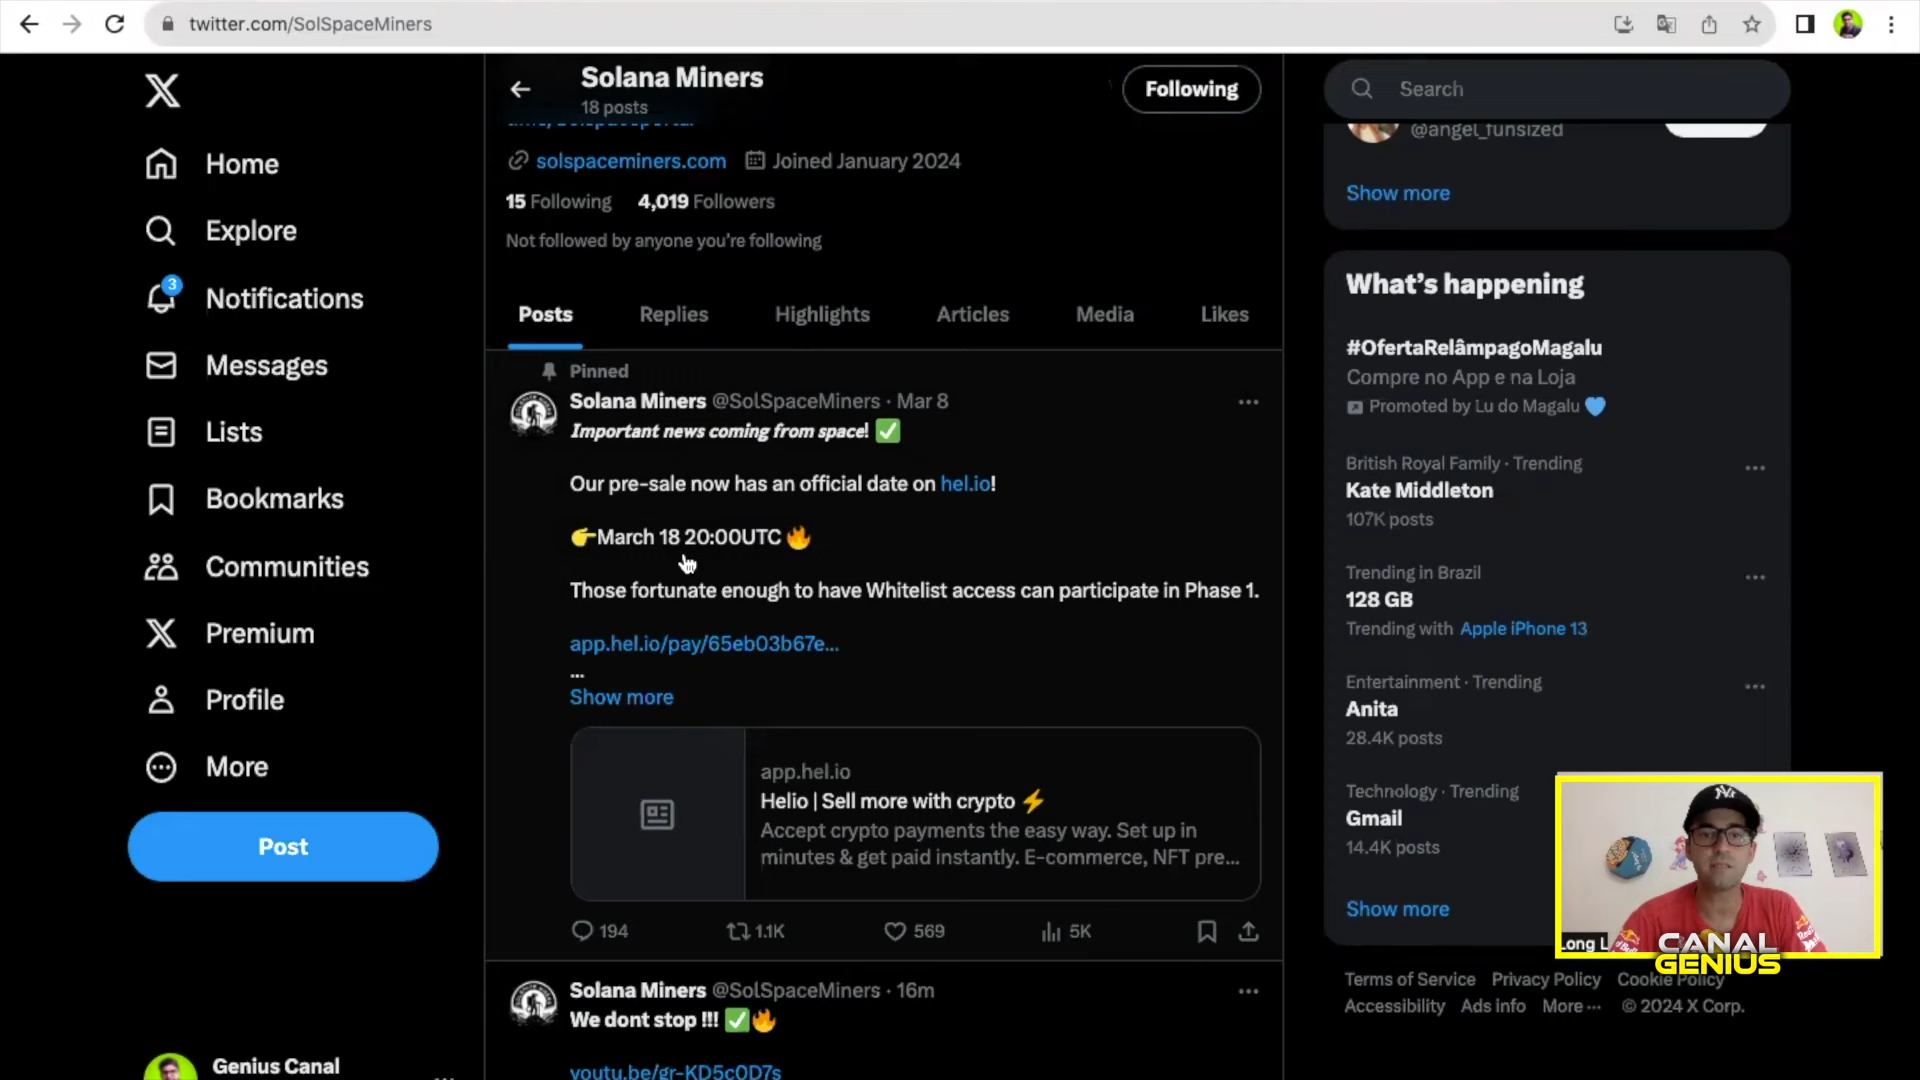 twitter.com/SolSpaceMiners
Home
Explore
3
Notifications
Messages
Lists
Bookmarks
Communities
Premium
Profile
More
Post
Genius Canal
Solana Miners
18 posts
Following
solspaceminers.com Joined January 2024
15 Following 4,019 Followers
Not followed by anyone you're following
Posts Replies Highlights Articles Media Likes
Pinned
Solana Miners @SolSpaceMiners · Mar 8
Important news coming from space! ✅
Our pre-sale now has an official date on hel.io!
👉March 18 20:00UTC 🔥
Those fortunate enough to have Whitelist access can participate in Phase 1.
app.hel.io/pay/65eb03b67e...
...
Show more
app.hel.io
Helio | Sell more with crypto ⚡
Accept crypto payments the easy way. Set up in
minutes & get paid instantly. E-commerce, NFT pre...
194 1.1K 569 5K
Solana Miners @SolSpaceMiners · 16m
We dont stop !!! ✅🔥
youtu.be/gr-KD5c0D7s
Search
@angel_funsized
Show more
What's happening
#OfertaRelâmpagoMagalu
Compre no App e na Loja
Promoted by Lu do Magalu 💙
British Royal Family · Trending
Kate Middleton
107K posts
Trending in Brazil
128 GB
Trending with Apple iPhone 13
Entertainment · Trending
Anita
28.4K posts
Technology · Trending
Gmail
14.4K posts
Show more
Long L
CANAL
GENIUS
Terms of Service Privacy Policy Cookie Policy
Accessibility Ads info More ··· © 2024 X Corp.